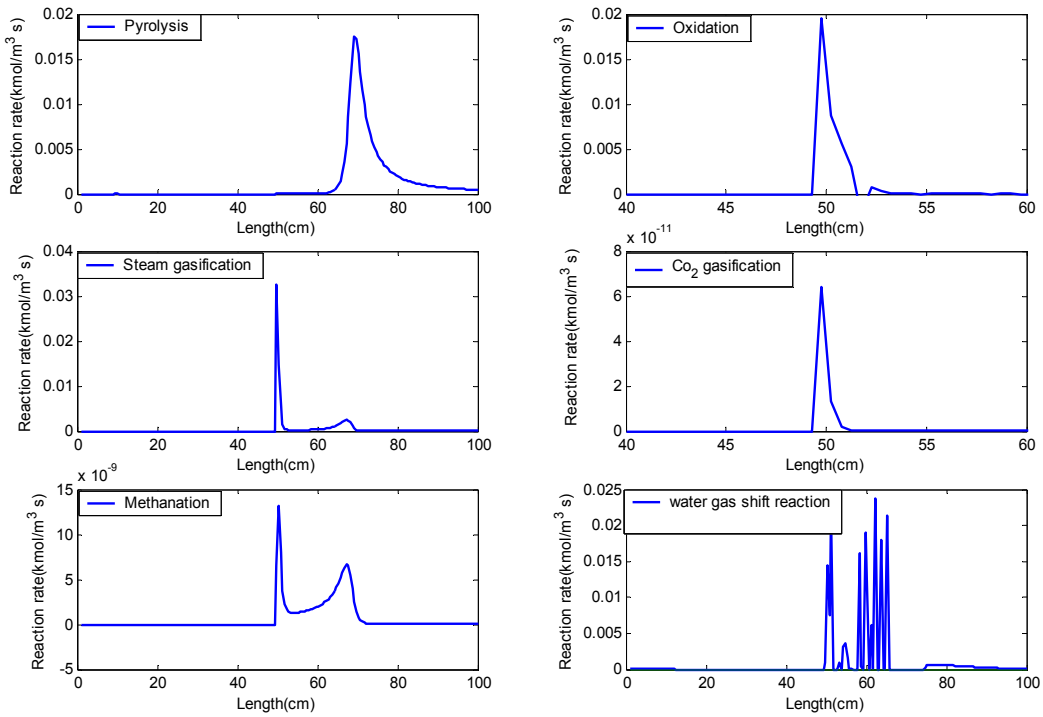 Pyrolysis
Reaction rate(kmol/m³ s)
0.02
0.015
0.01
0.005
0
0 20 40 60 80 100
Length(cm)
Oxidation
Reaction rate(kmol/m³ s)
0.02
0.015
0.01
0.005
0
40 45 50 55 60
Length(cm)
Steam gasification
Reaction rate(kmol/m³ s)
0.04
0.03
0.02
0.01
0
0 20 40 60 80 100
Length(cm)
x 10⁻¹¹
Co₂ gasification
Reaction rate(kmol/m³ s)
8
6
4
2
0
40 45 50 55 60
Length(cm)
x 10⁻⁹
Methanation
Reaction rate(kmol/m³ s)
15
10
5
0
-5
0 20 40 60 80 100
Length(cm)
water gas shift reaction
Reaction rate(kmol/m³ s)
0.025
0.02
0.015
0.01
0.005
0
0 20 40 60 80 100
Length(cm)